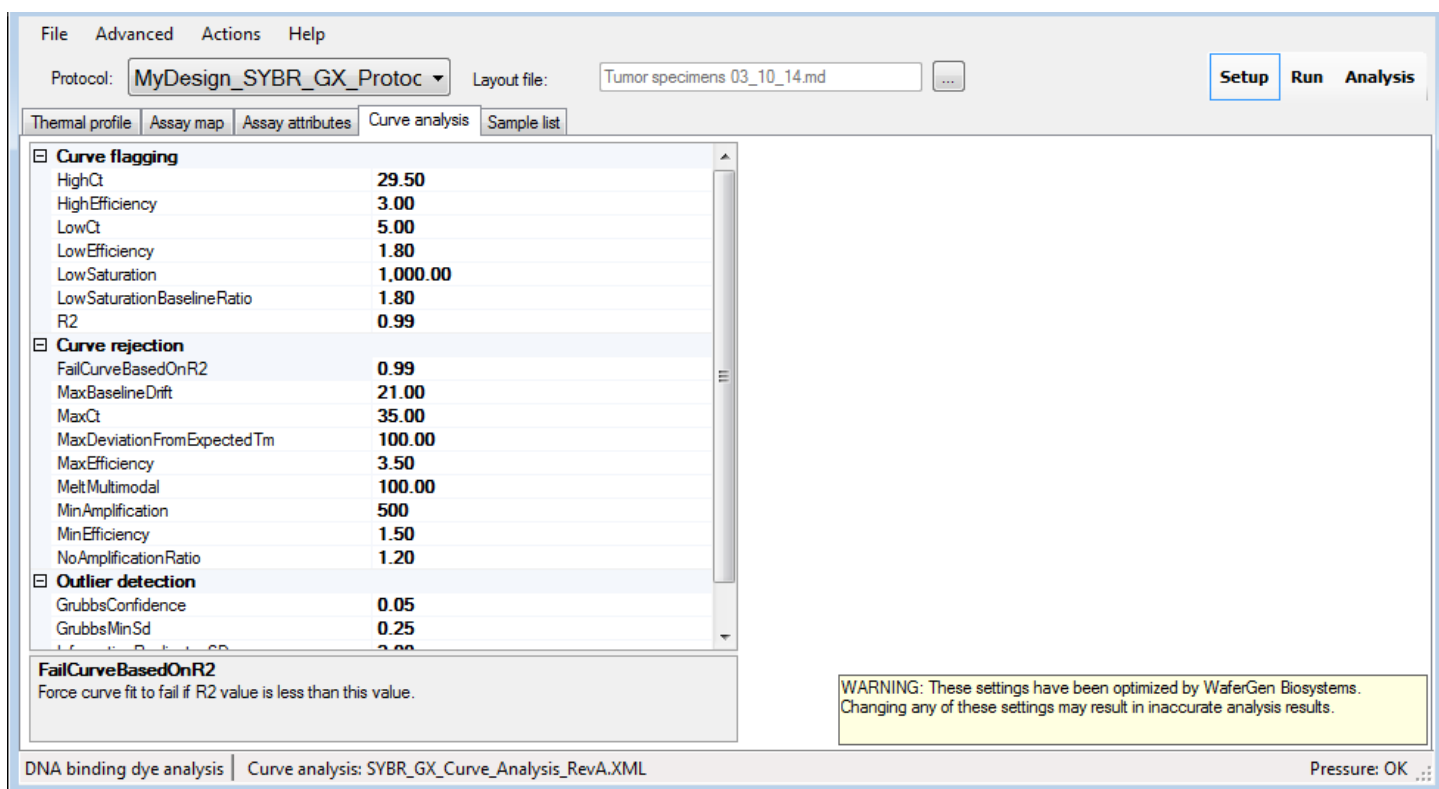 File Advanced Actions Help
Protocol: MyDesign_SYBR_GX_Protoc Layout file: Tumor specimens 03_10_14.md ... Setup Run Analysis
Thermal profile Assay map Assay attributes Curve analysis Sample list
Curve flagging
HighCt 29.50
HighEfficiency 3.00
LowCt 5.00
LowEfficiency 1.80
LowSaturation 1,000.00
LowSaturationBaselineRatio 1.80
R2 0.99
Curve rejection
FailCurveBasedOnR2 0.99
MaxBaselineDrift 21.00
MaxCt 35.00
MaxDeviationFromExpectedTm 100.00
MaxEfficiency 3.50
MeltMultimodal 100.00
MinAmplification 500
MinEfficiency 1.50
NoAmplificationRatio 1.20
Outlier detection
GrubbsConfidence 0.05
GrubbsMinSd 0.25
FailCurveBasedOnR2
Force curve fit to fail if R2 value is less than this value.
WARNING: These settings have been optimized by WaferGen Biosystems.
Changing any of these settings may result in inaccurate analysis results.
DNA binding dye analysis Curve analysis: SYBR_GX_Curve_Analysis_RevA.XML Pressure: OK